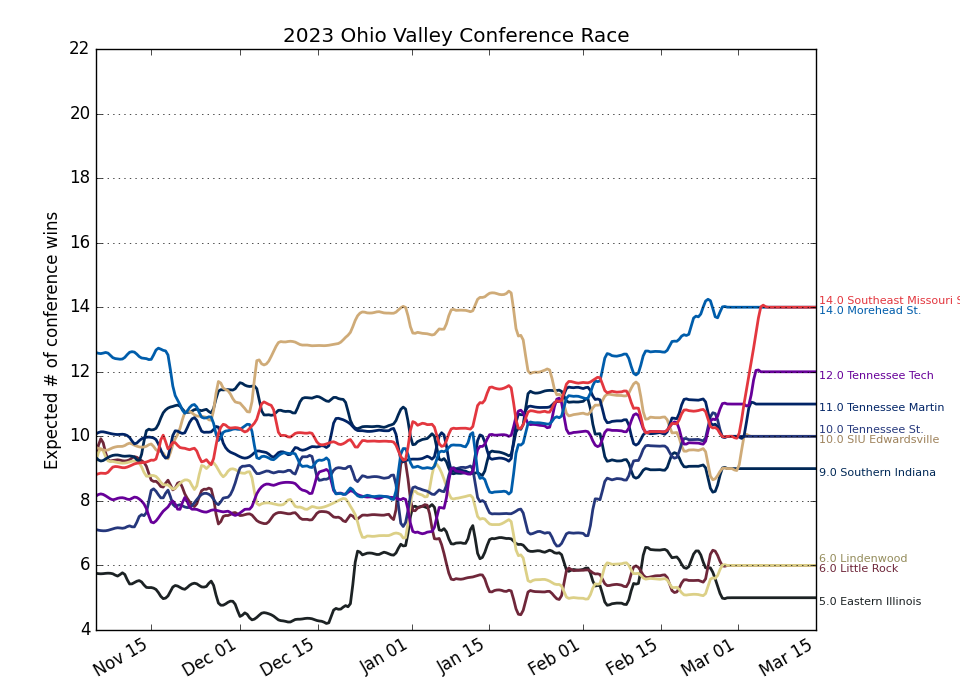 2023 Ohio Valley Conference Race
Expected # of conference wins
22
20
18
16
14
12
10
8
6
4
Nov 15
Dec 01
Dec 15
Jan 01
Jan 15
Feb 01
Feb 15
Mar 01
Mar 15
14.0 Southeast Missouri S
14.0 Morehead St.
12.0 Tennessee Tech
11.0 Tennessee Martin
10.0 Tennessee St.
10.0 SIU Edwardsville
9.0 Southern Indiana
6.0 Lindenwood
6.0 Little Rock
5.0 Eastern Illinois